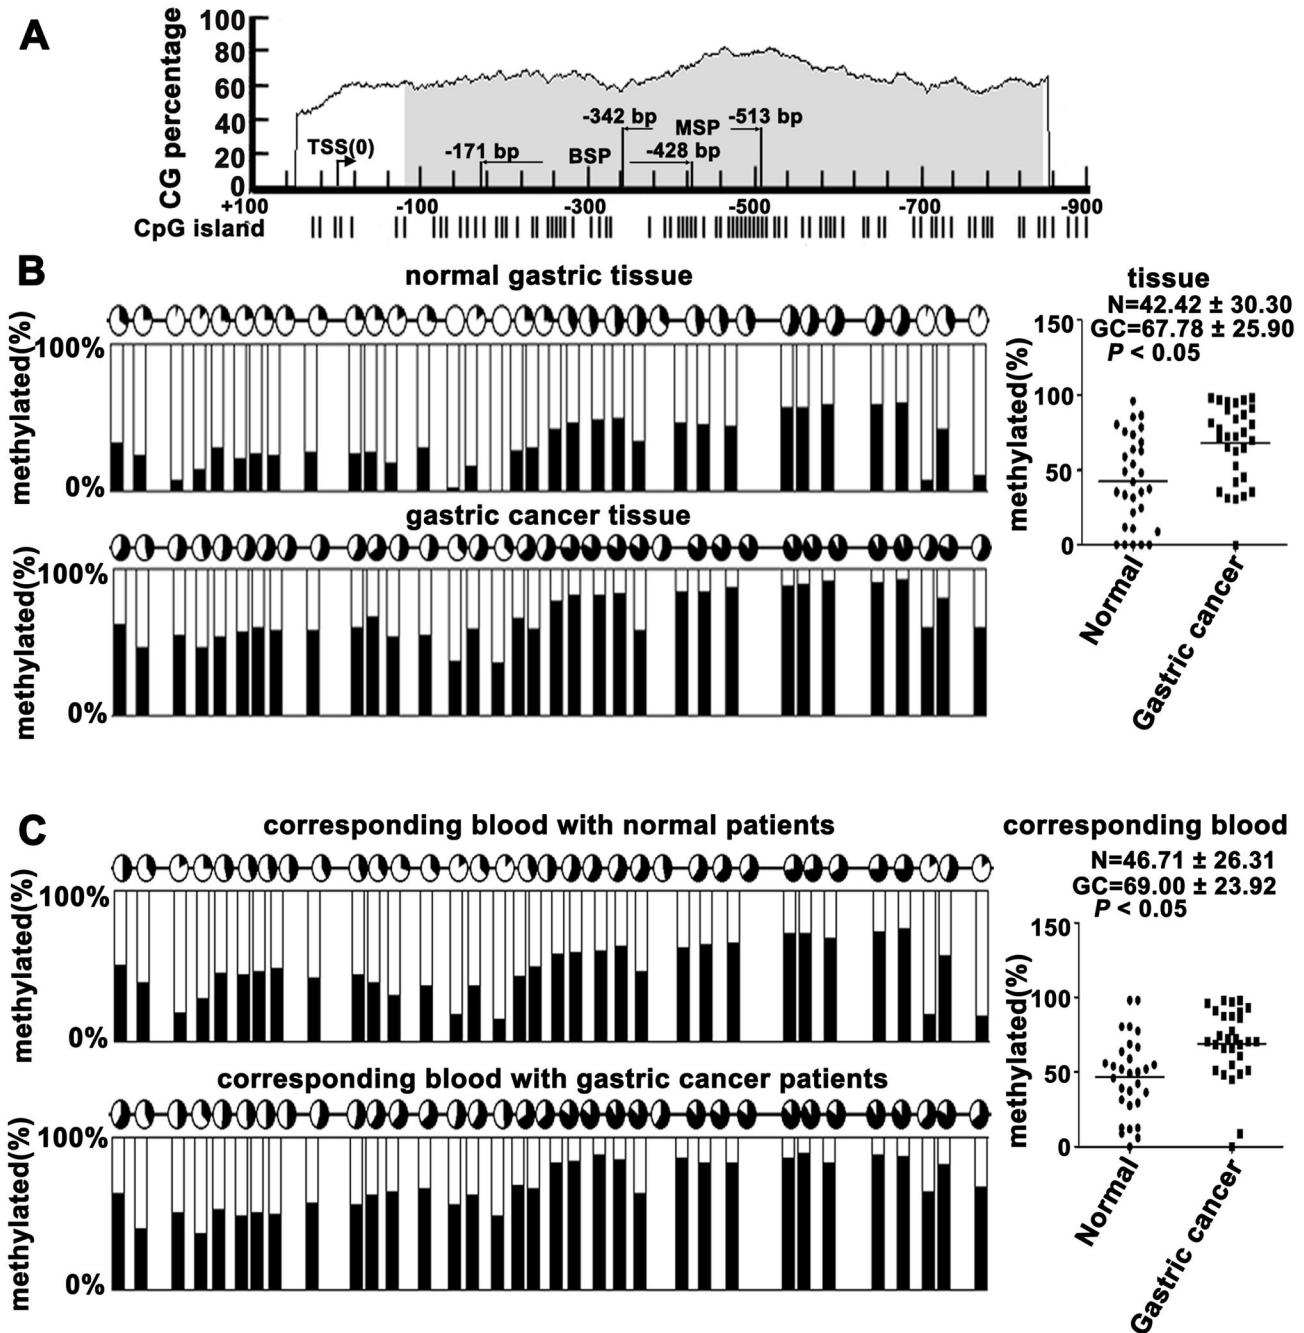 A
CG percentage
100
80
60
40
20
0
-342 bp
MSP
-513 bp
TSS(0)
-171 bp
BSP
-428 bp
+100
-100
-300
-500
-700
-900
CpG island
B
normal gastric tissue
methylated(%)
100%
0%
gastric cancer tissue
methylated(%)
100%
0%
tissue
N=42.42 ± 30.30
GC=67.78 ± 25.90
P < 0.05
methylated(%)
150
100
50
0
Normal
Gastric cancer
C
corresponding blood with normal patients
methylated(%)
100%
0%
corresponding blood with gastric cancer patients
methylated(%)
100%
0%
corresponding blood
N=46.71 ± 26.31
GC=69.00 ± 23.92
P < 0.05
methylated(%)
150
100
50
0
Normal
Gastric cancer